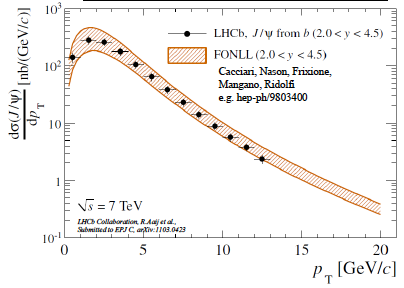 10³
10²
10
1
10⁻¹
dσ(J/ψ)
dp_T
[nb/(GeV/c)]
LHCb, J/ψ from b (2.0 < y < 4.5)
FONLL (2.0 < y < 4.5)
Cacciari, Nason, Frixione,
Mangano, Ridolfi
e.g. hep-ph/9803400
√s = 7 TeV
LHCb Collaboration, R.Aaij et al.,
Submitted to EPJ C, arXiv:1103.0423
0 5 10 15 20
p_T [GeV/c]